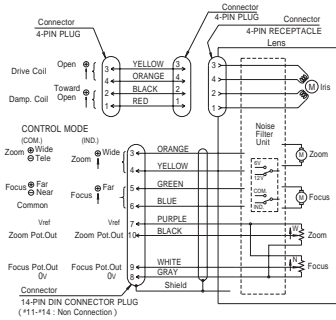 Connector
4-PIN PLUG
Connector
4-PIN PLUG
Connector
4-PIN RECEPTACLE
Lens
Drive Coil
Open
3 YELLOW 3 3
4 ORANGE 4 4
Damp. Coil
Toward
Open
2 BLACK 2 2
1 RED 1 1
M Iris
CONTROL MODE
(COM.) (IND.)
Zoom Wide Tele
Zoom Wide
Focus Far Near
Focus Far
Common
Noise
Filter
Unit
3 ORANGE
4 YELLOW
5 GREEN
6 BLUE
6V
12V
COM.
IND.
M Zoom
M Focus
Vref Vref 7 PURPLE
Zoom Pot.Out Zoom Pot.Out 10 BLACK
W Zoom
Focus Pot.Out Focus Pot.Out 9 WHITE
0V 0V 8 GRAY
N Focus
Shield
Connector
14-PIN DIN CONNECTOR PLUG
( #11-#14 : Non Connection )